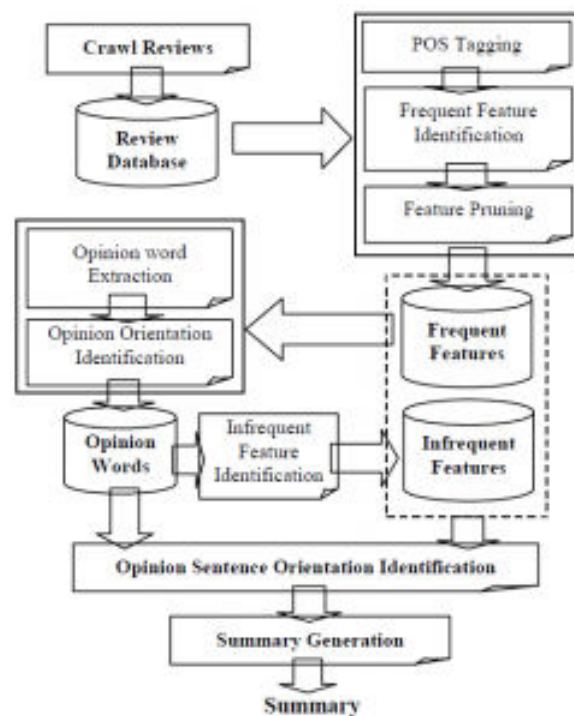 Crawl Reviews
Review
Database
POS Tagging
Frequent Feature
Identification
Feature Pruning
Opinion word
Extraction
Opinion Orientation
Identification
Frequent
Features
Opinion
Words
Infrequent
Feature
Identification
Infrequent
Features
Opinion Sentence Orientation Identification
Summary Generation
Summary